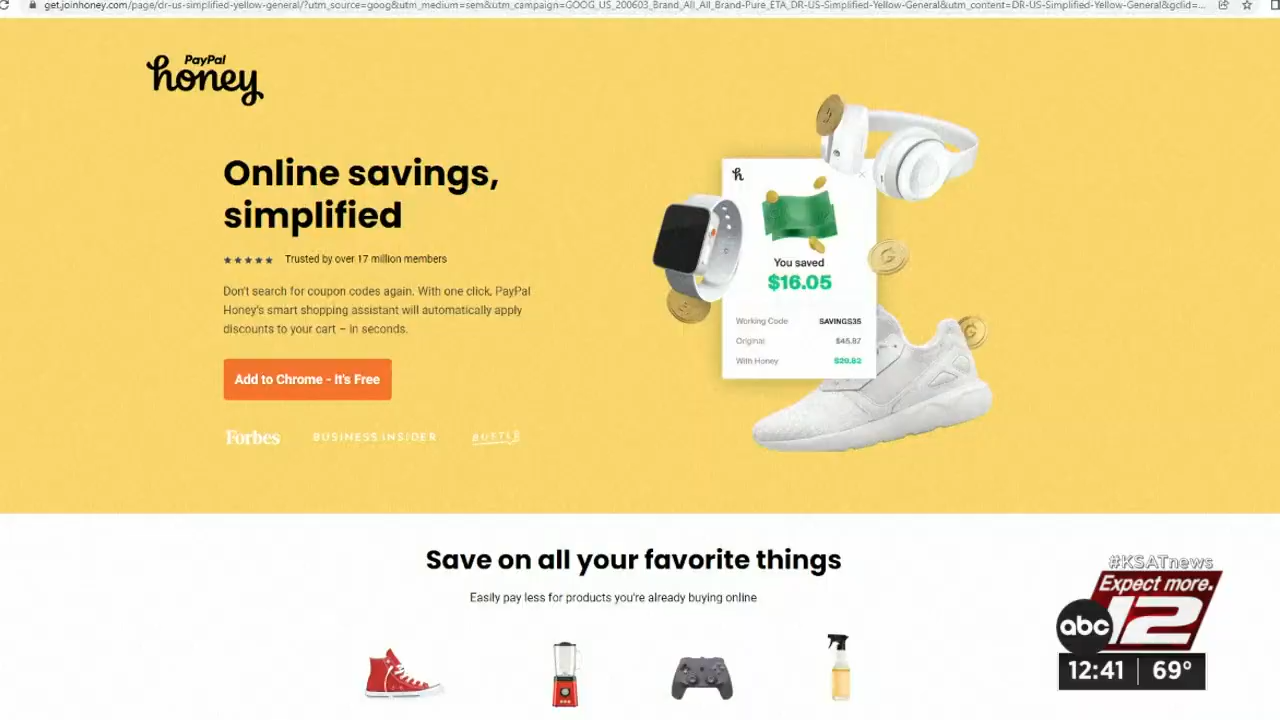 get.joinhoney.com/page/dr-us-simplified-yellow-general/?utm_source=goog&utm_medium=sem&utm_campaign=GOOG_US_200603_Brand_All_All_Brand-Pure_ETA_DR-US-Simplified-Yellow-General&utm_content=DR-US-Simplified-Yellow-General&gclid=...
PayPal
honey
Online savings,
simplified
Trusted by over 17 million members
Don't search for coupon codes again. With one click, PayPal
Honey's smart shopping assistant will automatically apply
discounts to your cart – in seconds.
Add to Chrome - It's Free
Forbes
BUSINESS INSIDER
BUSTLE
h
You saved
$16.05
Working Code SAVINGS35
Original $45.87
With Honey $29.82
Save on all your favorite things
Easily pay less for products you're already buying online
#KSATnews
Expect more.
abc 12
12:41 69°